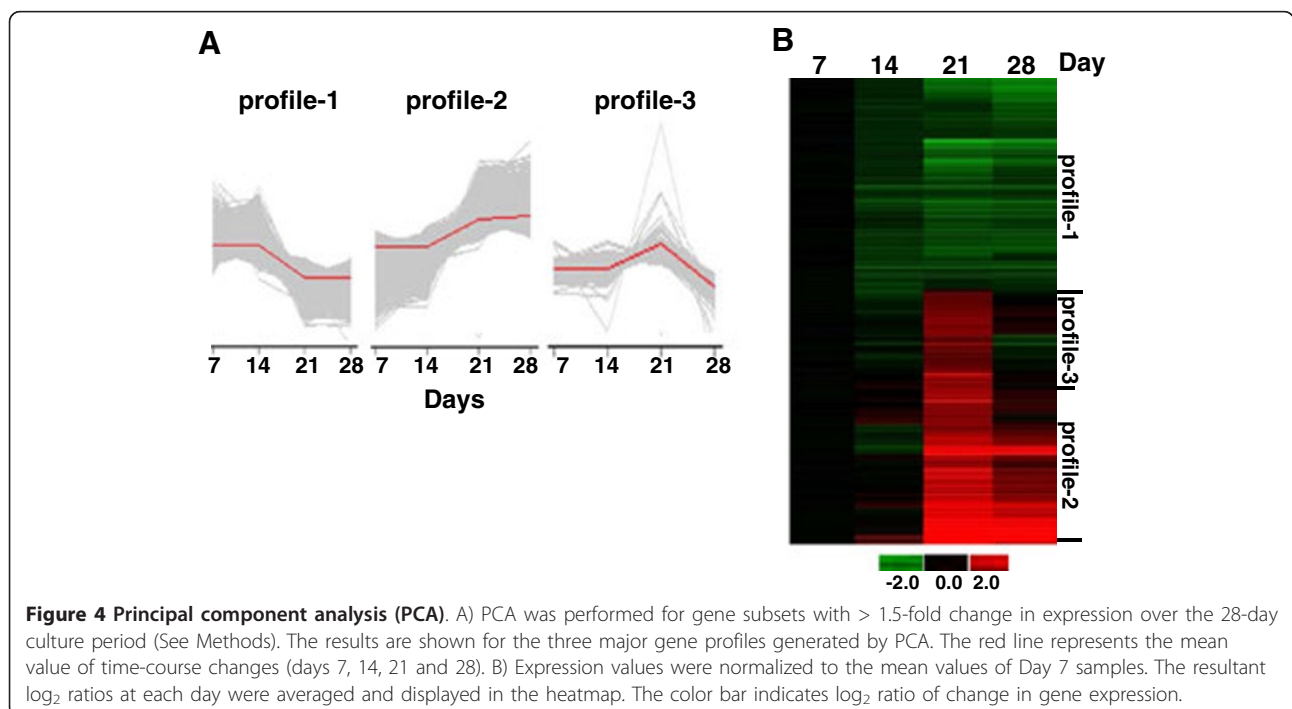 A
profile-1 profile-2 profile-3
7 14 21 28 7 14 21 28 7 14 21 28
Days
B
7 14 21 28 Day
profile-1
profile-3
profile-2
-2.0 0.0 2.0
Figure 4 Principal component analysis (PCA). A) PCA was performed for gene subsets with > 1.5-fold change in expression over the 28-day
culture period (See Methods). The results are shown for the three major gene profiles generated by PCA. The red line represents the mean
value of time-course changes (days 7, 14, 21 and 28). B) Expression values were normalized to the mean values of Day 7 samples. The resultant
log₂ ratios at each day were averaged and displayed in the heatmap. The color bar indicates log₂ ratio of change in gene expression.